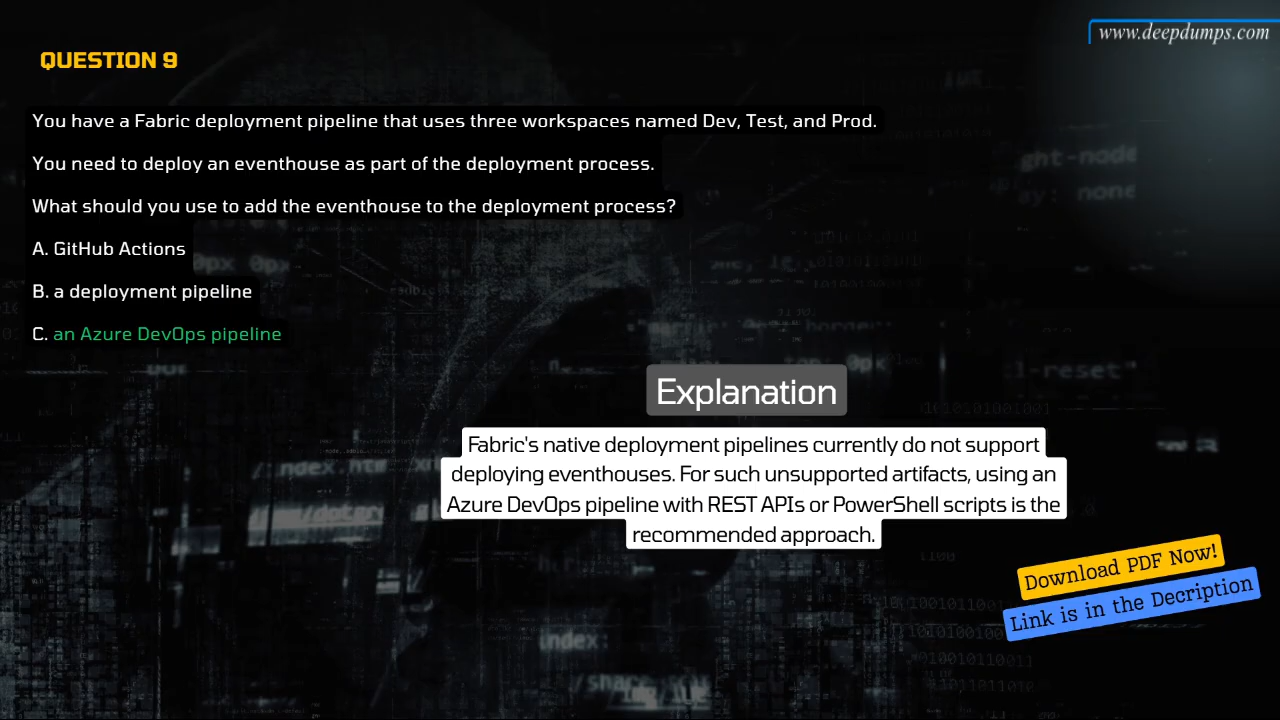 www.deepdumps.com
QUESTION 9
You have a Fabric deployment pipeline that uses three workspaces named Dev, Test, and Prod.
You need to deploy an eventhouse as part of the deployment process.
What should you use to add the eventhouse to the deployment process?
A. GitHub Actions
B. a deployment pipeline
C. an Azure DevOps pipeline
Explanation
Fabric's native deployment pipelines currently do not support
deploying eventhouses. For such unsupported artifacts, using an
Azure DevOps pipeline with REST APIs or PowerShell scripts is the
recommended approach.
Download PDF Now!
Link is in the Decription